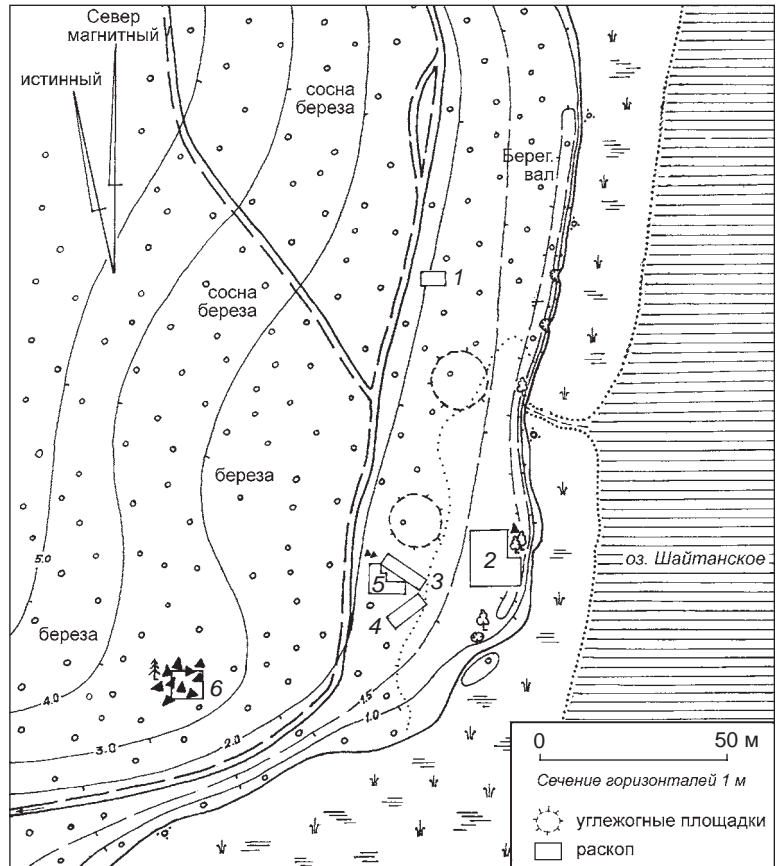 Север
магнитный
истинный
сосна
береза
Берег.
вал
1
сосна
береза
береза
2
оз. Шайтанское
3
5
4
5.0
береза
6
4.0
3.0
2.0
1.5
1.0
0 50 м
Сечение горизонталей 1 м
углежогные площадки
раскоп